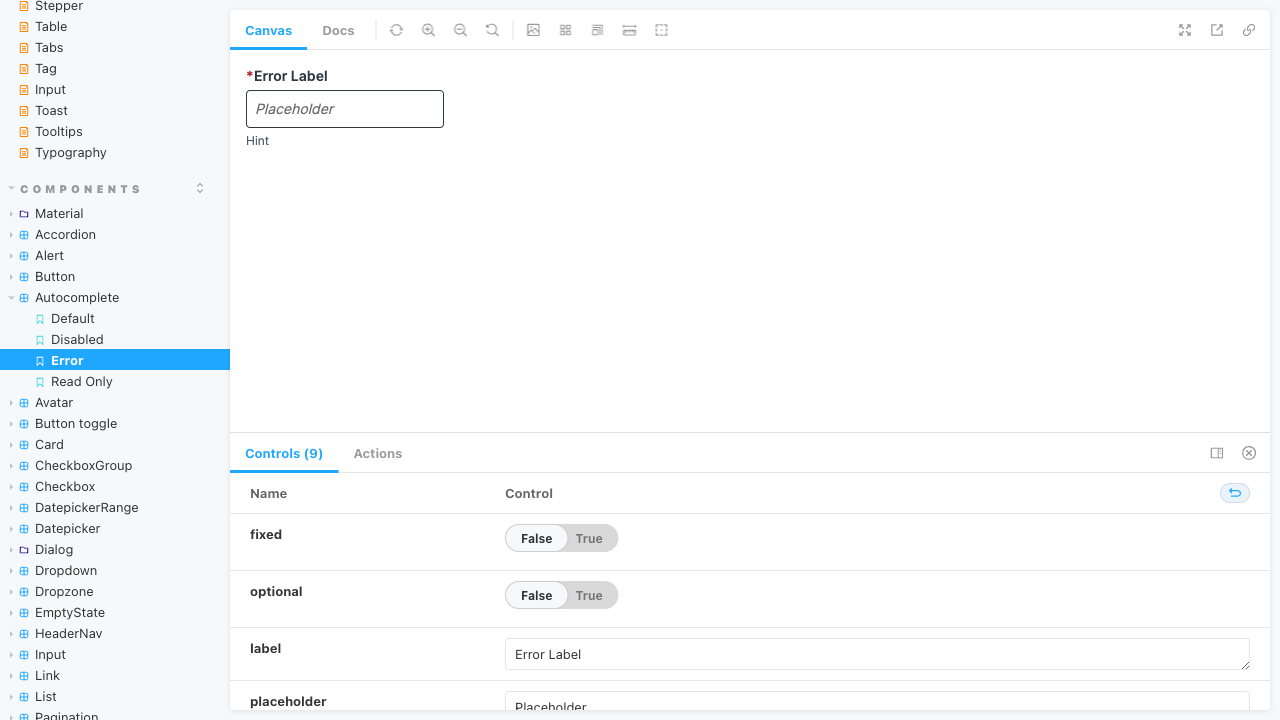 Stepper
Table
Tabs
Tag
Input
Toast
Tooltips
Typography
COMPONENTS
Material
Accordion
Alert
Button
Autocomplete
Default
Disabled
Error
Read Only
Avatar
Button toggle
Card
CheckboxGroup
Checkbox
DatepickerRange
Datepicker
Dialog
Dropdown
Dropzone
EmptyState
HeaderNav
Input
Link
List
Pagination
Canvas Docs
*Error Label
Placeholder
Hint
Controls (9) Actions
Name Control
fixed False True
optional False True
label Error Label
placeholder Placeholder